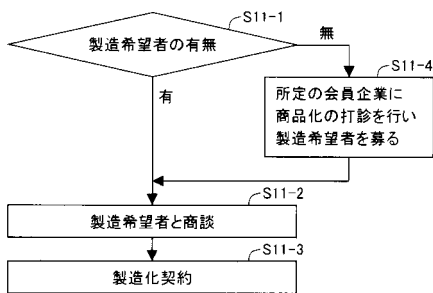 S11-1
製造希望者の有無
無
S11-4
有
所定の会員企業に
商品化の打診を行い
製造希望者を募る
S11-2
製造希望者と商談
S11-3
製造化契約